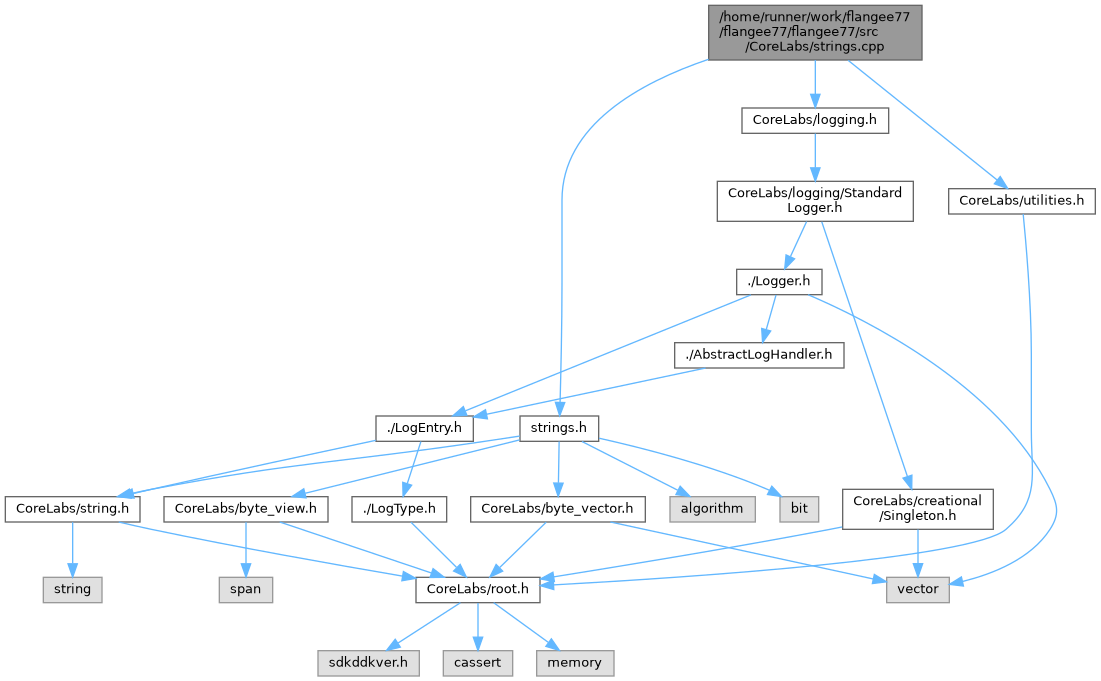 /home/runner/work/flangee77
/flangee77/flangee77/src
/CoreLabs/strings.cpp
CoreLabs/logging.h
CoreLabs/logging/Standard
Logger.h
CoreLabs/utilities.h
./Logger.h
./AbstractLogHandler.h
./LogEntry.h
strings.h
CoreLabs/string.h
CoreLabs/byte_view.h
./LogType.h
CoreLabs/byte_vector.h
algorithm
bit
CoreLabs/creational
/Singleton.h
string
span
CoreLabs/root.h
vector
sdkddkver.h
cassert
memory